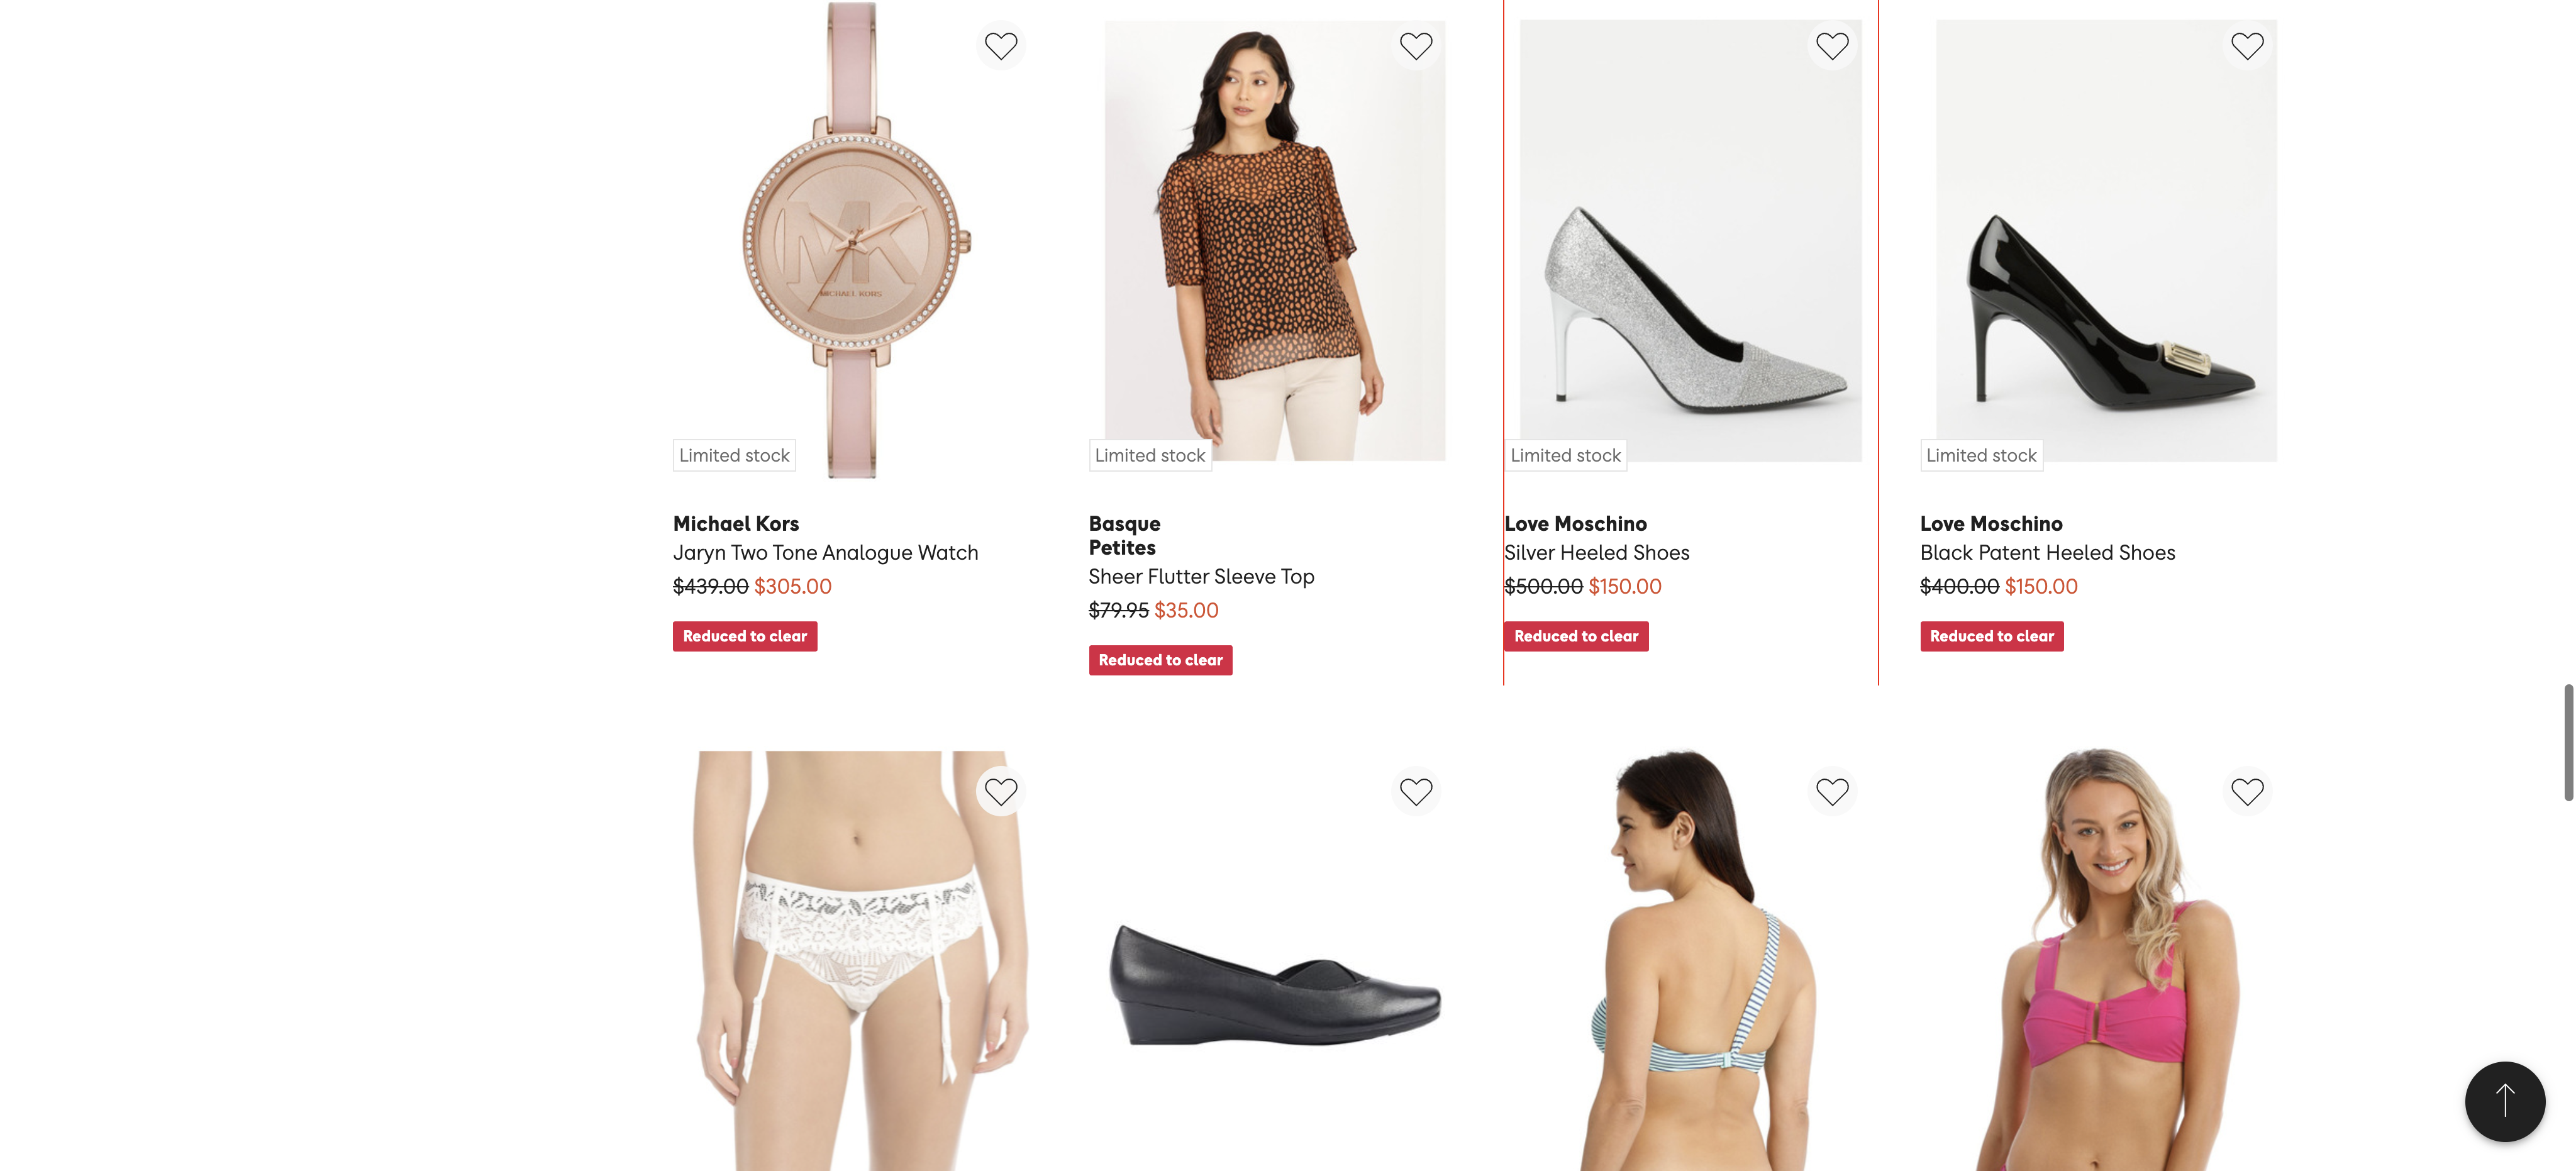 MK
MICHAEL KORS
Limited stock
Michael Kors
Jaryn Two Tone Analogue Watch
$439.00 $305.00
Reduced to clear
Limited stock
Basque
Petites
Sheer Flutter Sleeve Top
$79.95 $35.00
Reduced to clear
Limited stock
Love Moschino
Silver Heeled Shoes
$500.00 $150.00
Reduced to clear
Limited stock
Love Moschino
Black Patent Heeled Shoes
$400.00 $150.00
Reduced to clear